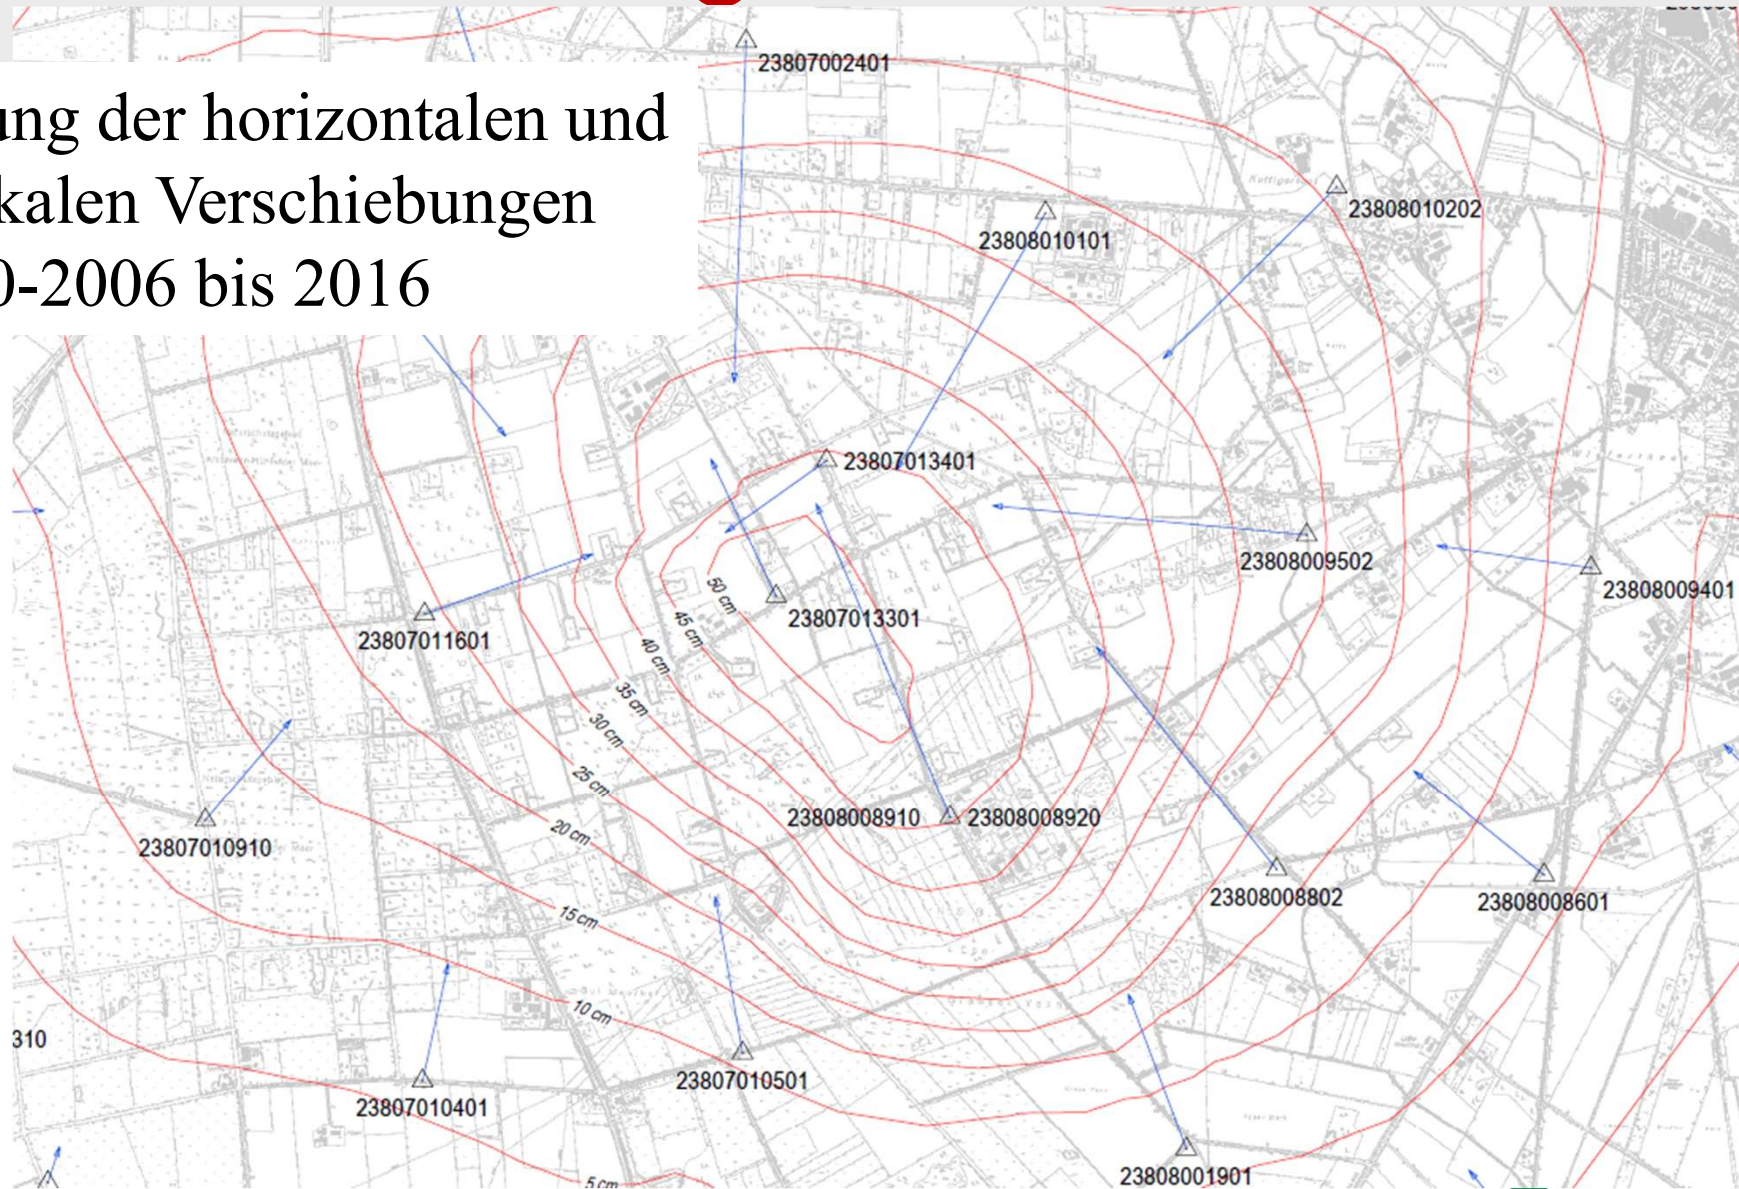 ung der horizontalen und
kalen Verschiebungen
0-2006 bis 2016
23807002401
23808010202
23808010101
23807013401
23808009502
23808009401
23807013301
23807011601
50 cm
45 cm
40 cm
35 cm
30 cm
25 cm
20 cm
15 cm
10 cm
5 cm
23808008910
23808008920
23807010910
23808008802
23808008601
310
23807010501
23807010401
23808001901